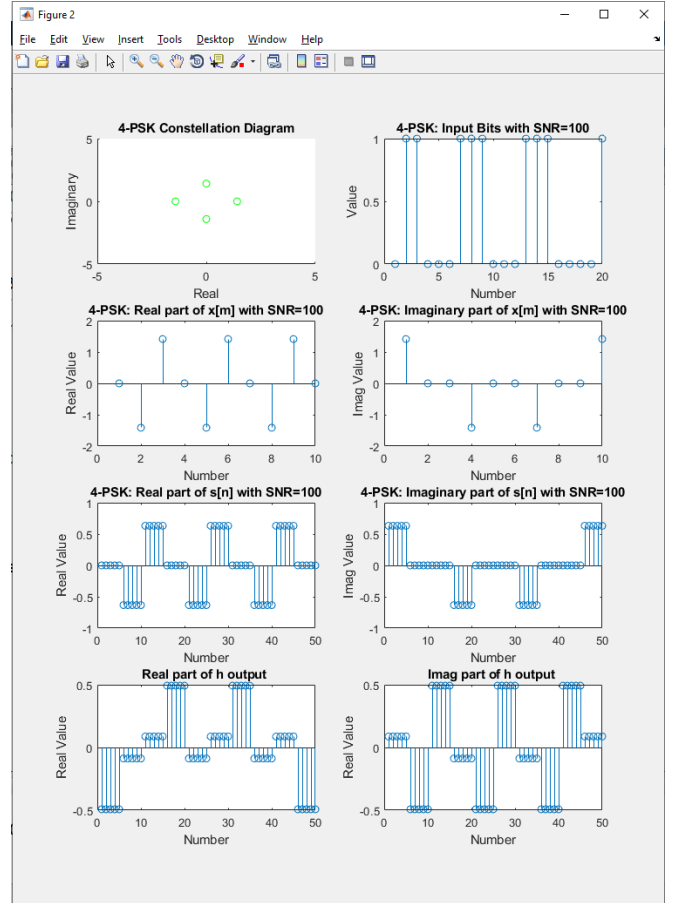 Figure 2
File Edit View Insert Tools Desktop Window Help
4-PSK Constellation Diagram
5
0
-5
-5 0 5
Imaginary
Real
4-PSK: Input Bits with SNR=100
1
0.5
0
0 5 10 15 20
Value
Number
4-PSK: Real part of x[m] with SNR=100
2
1
0
-1
-2
0 2 4 6 8 10
Real Value
Number
4-PSK: Imaginary part of x[m] with SNR=100
2
1
0
-1
-2
0 2 4 6 8 10
Imag Value
Number
4-PSK: Real part of s[n] with SNR=100
1
0.5
0
-0.5
-1
0 10 20 30 40 50
Real Value
Number
4-PSK: Imaginary part of s[n] with SNR=100
1
0.5
0
-0.5
-1
0 10 20 30 40 50
Imag Value
Number
Real part of h output
0.5
0
-0.5
0 10 20 30 40 50
Real Value
Number
Imag part of h output
0.5
0
-0.5
0 10 20 30 40 50
Real Value
Number